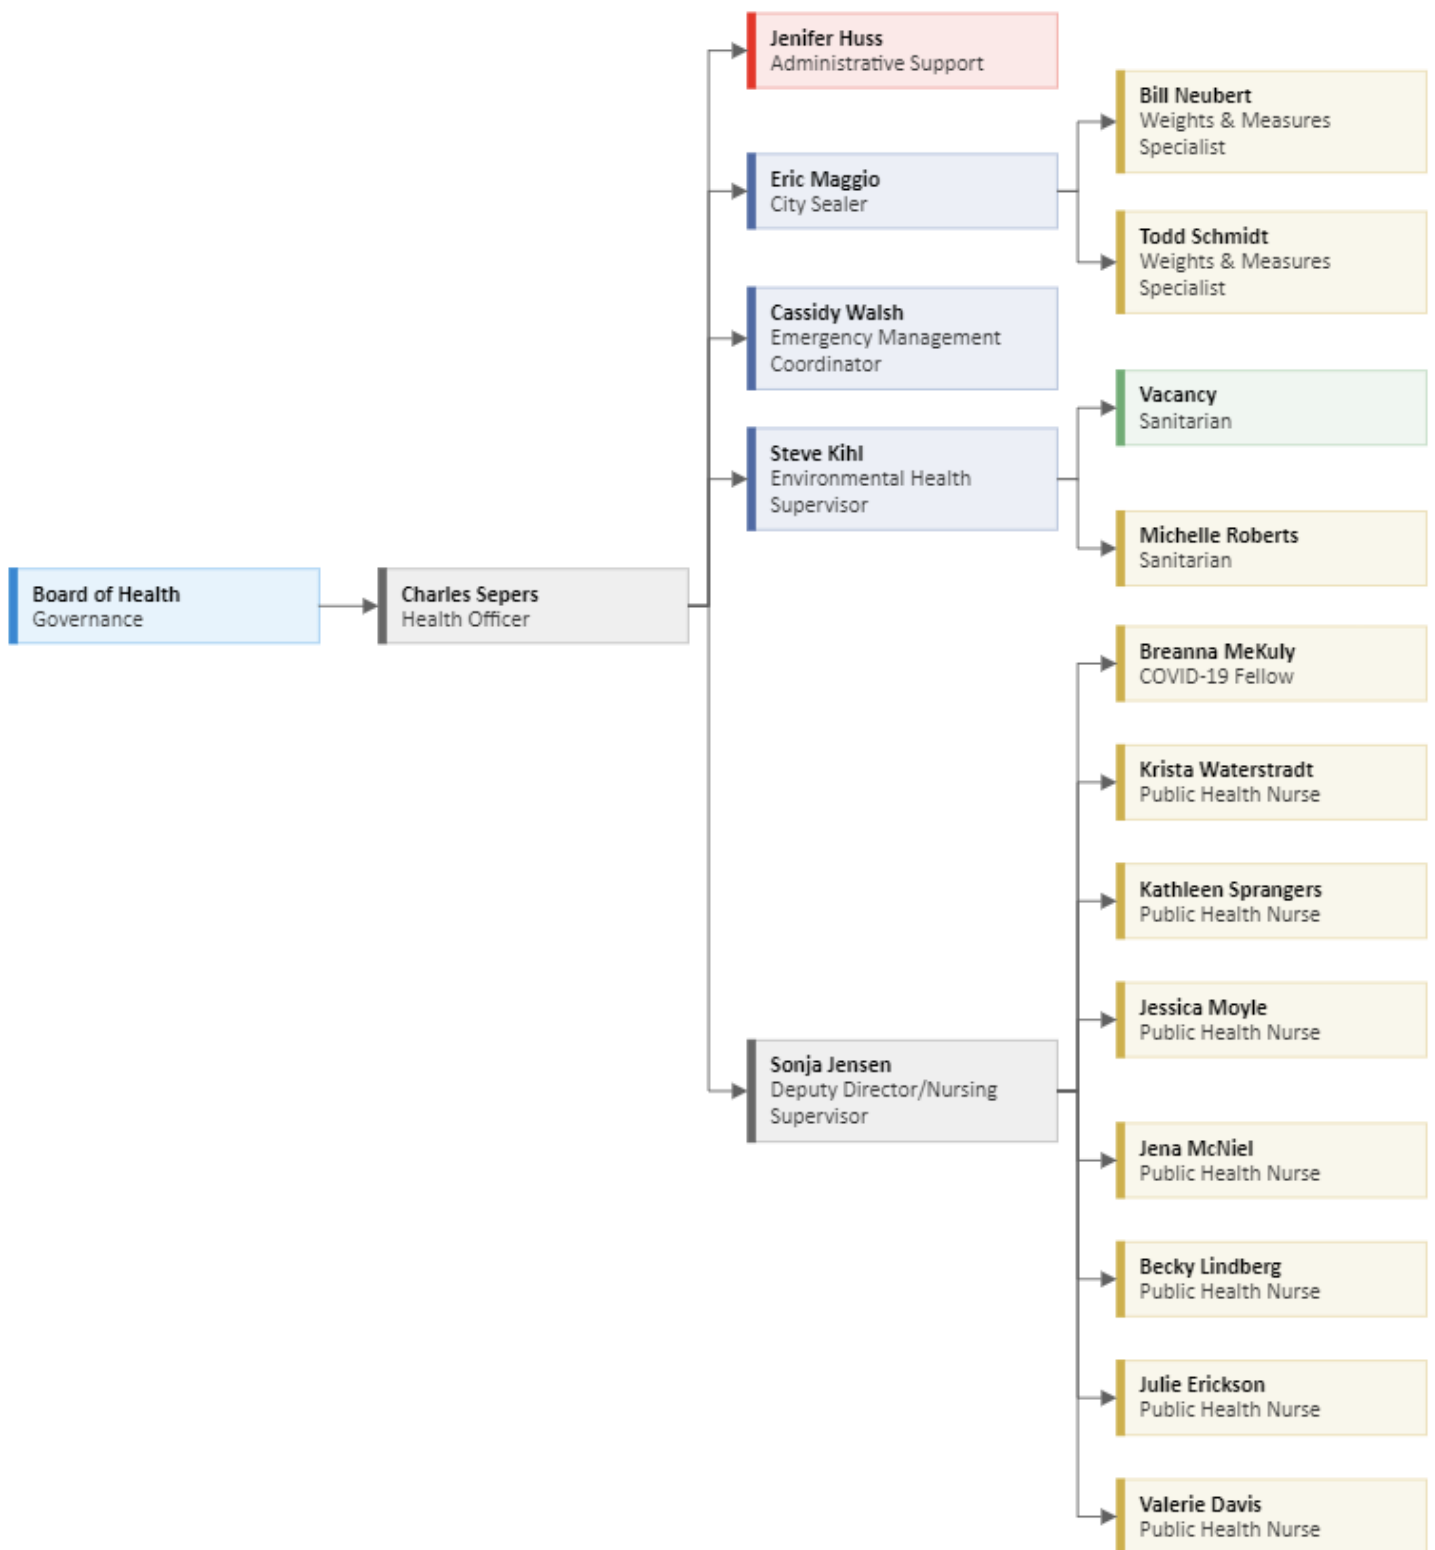 Jenifer Huss
Administrative Support
Bill Neubert
Weights & Measures
Specialist
Eric Maggio
City Sealer
Todd Schmidt
Weights & Measures
Specialist
Cassidy Walsh
Emergency Management
Coordinator
Vacancy
Sanitarian
Steve Kihl
Environmental Health
Supervisor
Michelle Roberts
Sanitarian
Board of Health
Governance
Charles Sepers
Health Officer
Breanna MeKuly
COVID-19 Fellow
Krista Waterstradt
Public Health Nurse
Kathleen Sprangers
Public Health Nurse
Jessica Moyle
Public Health Nurse
Sonja Jensen
Deputy Director/Nursing
Supervisor
Jena McNiel
Public Health Nurse
Becky Lindberg
Public Health Nurse
Julie Erickson
Public Health Nurse
Valerie Davis
Public Health Nurse